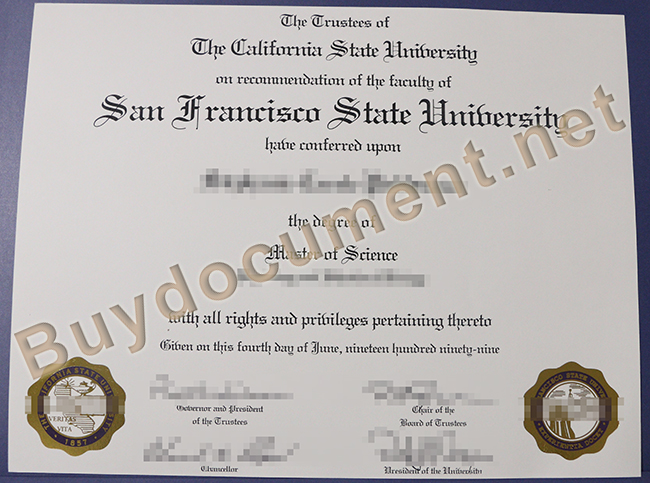 The Trustees of
The California State University
on recommendation of the faculty of
San Francisco State University
have conferred upon
the degree of
Master of Science
with all rights and privileges pertaining thereto
Given on this fourth day of June, nineteen hundred ninety-nine
Governor and President
of the Trustees
Chair of the
Board of Trustees
Chancellor
President of the University
VERITAS
VITA
1857
EXPERIENTIA DOCET
Buydocument.net